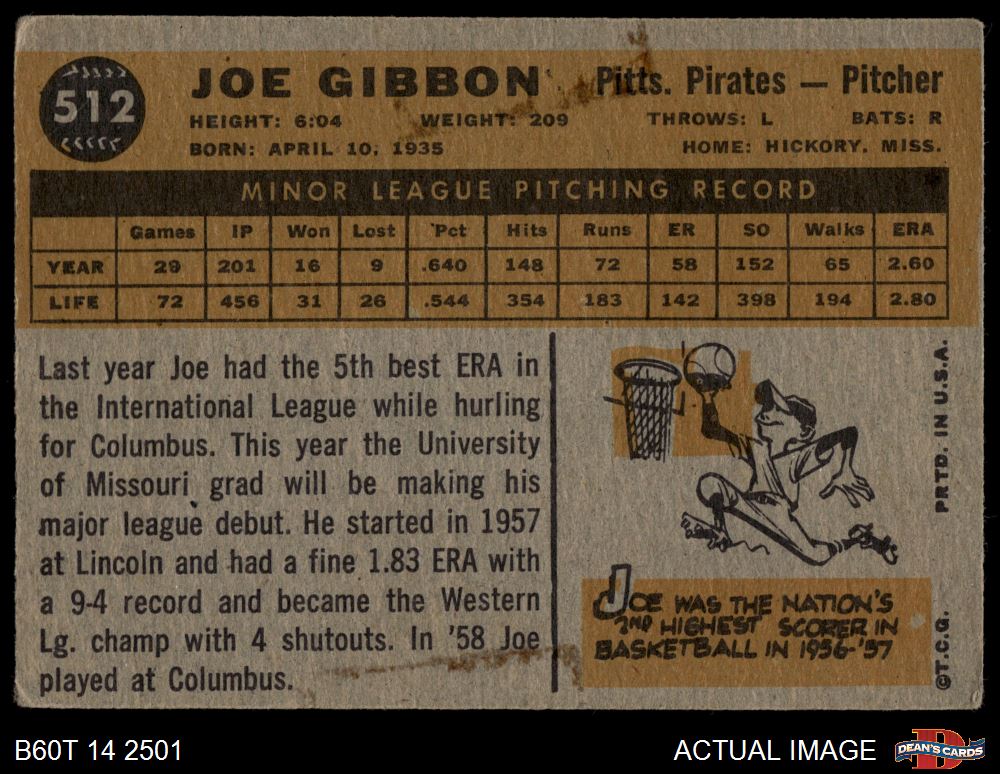 512
JOE GIBBON Pitts. Pirates — Pitcher
HEIGHT: 6:04 WEIGHT: 209 THROWS: L BATS: R
BORN: APRIL 10, 1935 HOME: HICKORY, MISS.
MINOR LEAGUE PITCHING RECORD
Games IP Won Lost Pct Hits Runs ER SO Walks ERA
YEAR 29 201 16 9 .640 148 72 58 152 65 2.60
LIFE 72 456 31 26 .544 354 183 142 398 194 2.80
Last year Joe had the 5th best ERA in
the International League while hurling
for Columbus. This year the University
of Missouri grad will be making his
major league debut. He started in 1957
at Lincoln and had a fine 1.83 ERA with
a 9-4 record and became the Western
Lg. champ with 4 shutouts. In '58 Joe
played at Columbus.
JOE WAS THE NATION'S
2ND HIGHEST SCORER IN
BASKETBALL IN 1956-'57
PRTD. IN U.S.A.
©T.C.G.
B60T 14 2501 ACTUAL IMAGE
DEAN'S CARDS